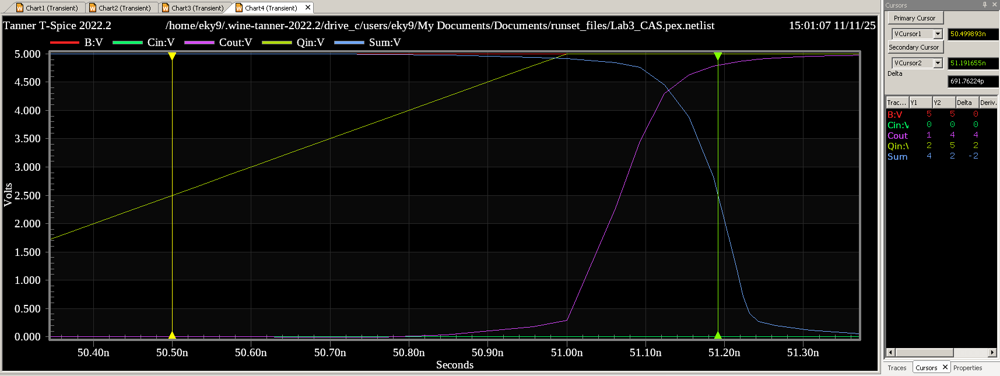 Chart1 (Transient) Chart2 (Transient) Chart3 (Transient) Chart4 (Transient)
Tanner T-Spice 2022.2 /home/eky9/.wine-tanner-2022.2/drive_c/users/eky9/My Documents/Documents/runset_files/Lab3_CAS.pex.netlist 15:01:07 11/11/25
B:V Cin:V Cout:V Qin:V Sum:V
5.000
4.500
4.000
3.500
3.000
2.500
2.000
1.500
1.000
0.500
0.000
Volts
50.40n 50.50n 50.60n 50.70n 50.80n 50.90n 51.00n 51.10n 51.20n 51.30n
Seconds
Cursors
Primary Cursor
VCursor1 50.499893n
Secondary Cursor
VCursor2 51.191655n
Delta
691.76224p
Trac... Y1 Y2 Delta Deriv.
B:V 5 5 0
Cin:V 0 0 0
Cout 1 4 4
Qin:V 2 5 2
Sum 4 2 -2
Traces Cursors Properties